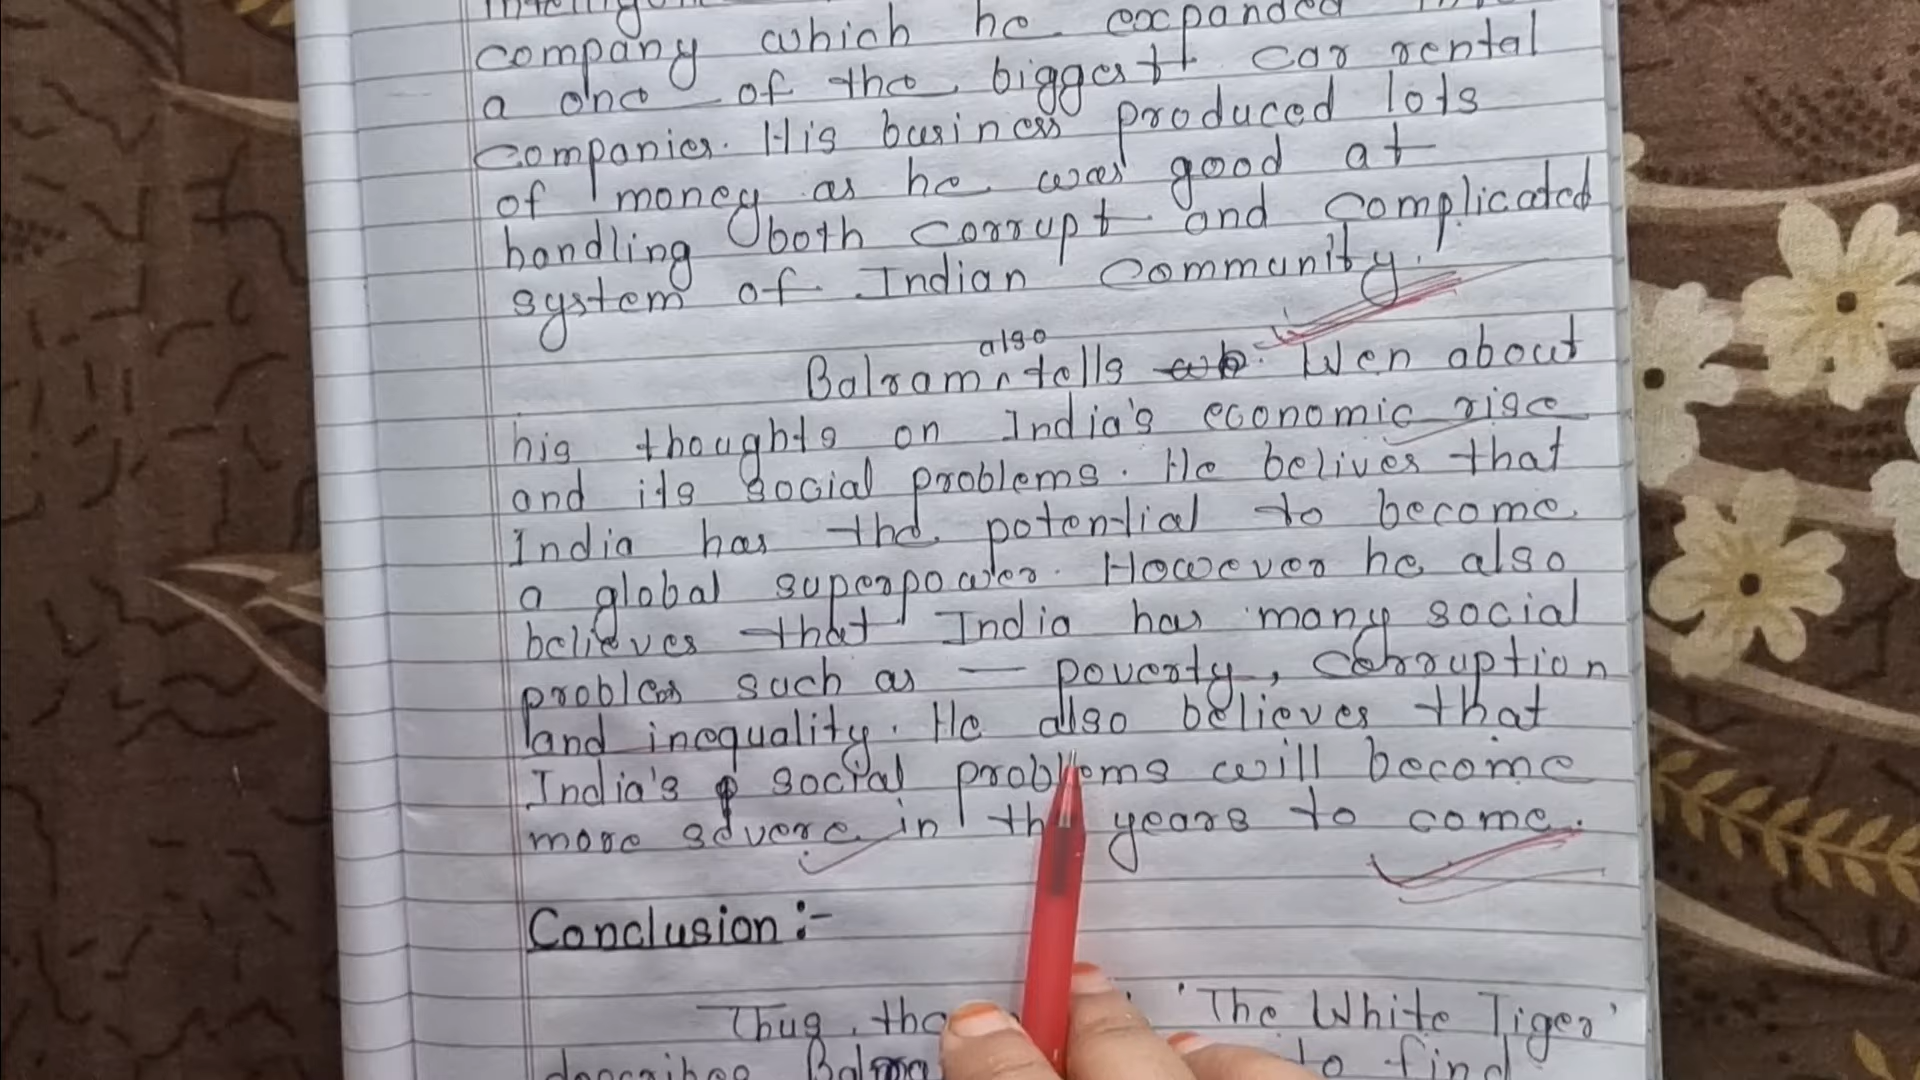 company which he expanded
a one of the biggest car rental
companies. His business produced lots
of money as he was good at
handling both corrupt and complicated
system of Indian Community.
also
Balram tells Wen about
his thoughts on India's economic rise
and its social problems. He belives that
India has the potential to become
a global superpower. However he also
believes that India has many social
problems such as — poverty, corruption
and inequality. He also believes that
India's social problems will become
more advere in the years to come.
Conclusion :-
Thus, the 'The White Tiger'
describes to find